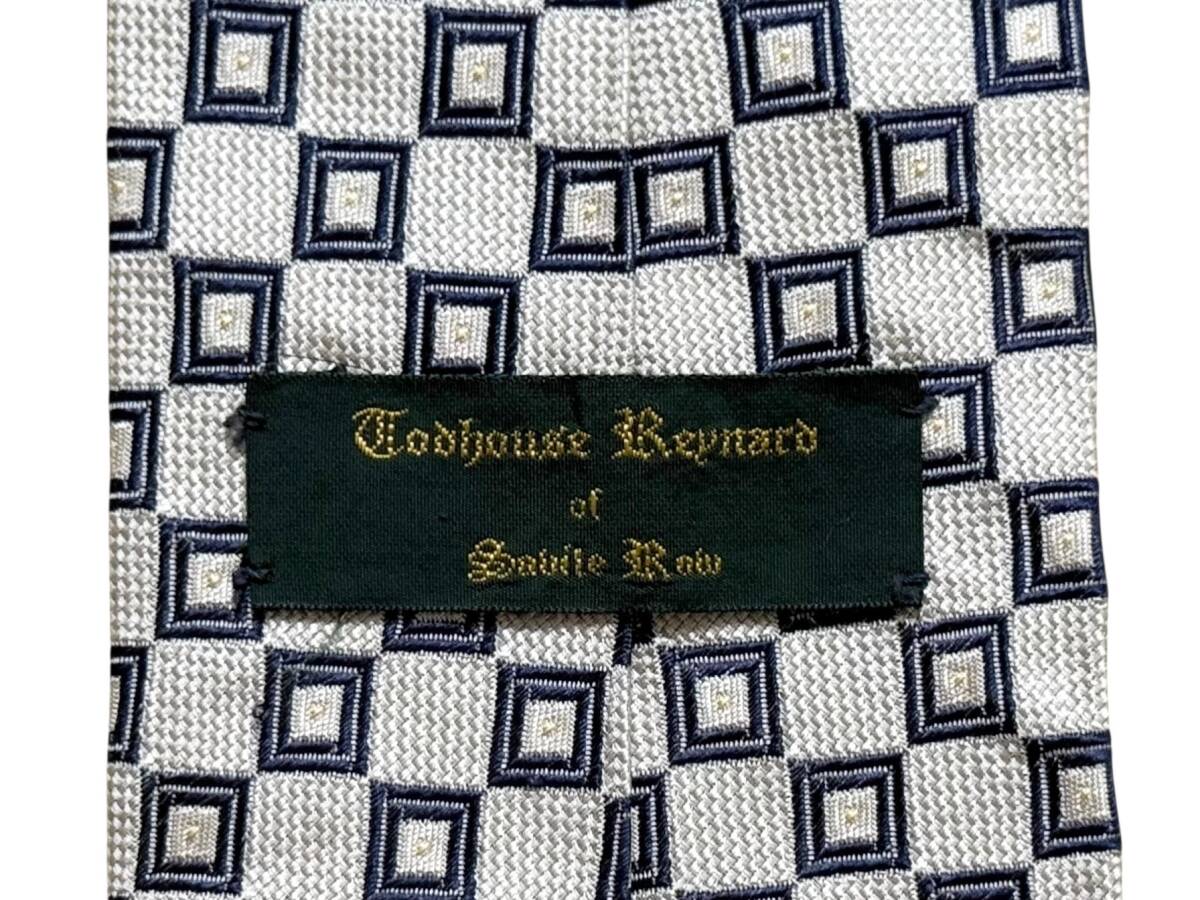 Todhouse Reynard
of
Savile Row